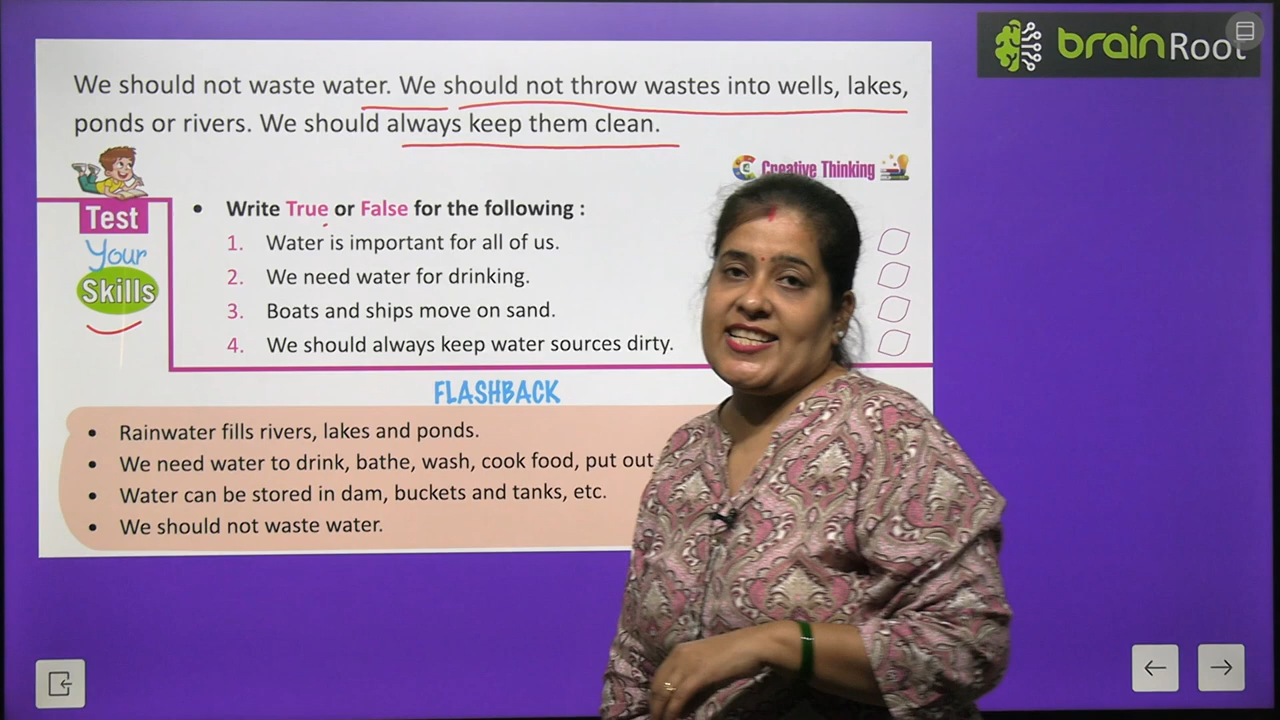 brainRoot
We should not waste water. We should not throw wastes into wells, lakes,
ponds or rivers. We should always keep them clean.
Creative Thinking
Test
Your
Skills
• Write True or False for the following :
1. Water is important for all of us.
2. We need water for drinking.
3. Boats and ships move on sand.
4. We should always keep water sources dirty.
FLASHBACK
• Rainwater fills rivers, lakes and ponds.
• We need water to drink, bathe, wash, cook food, put out
• Water can be stored in dam, buckets and tanks, etc.
• We should not waste water.